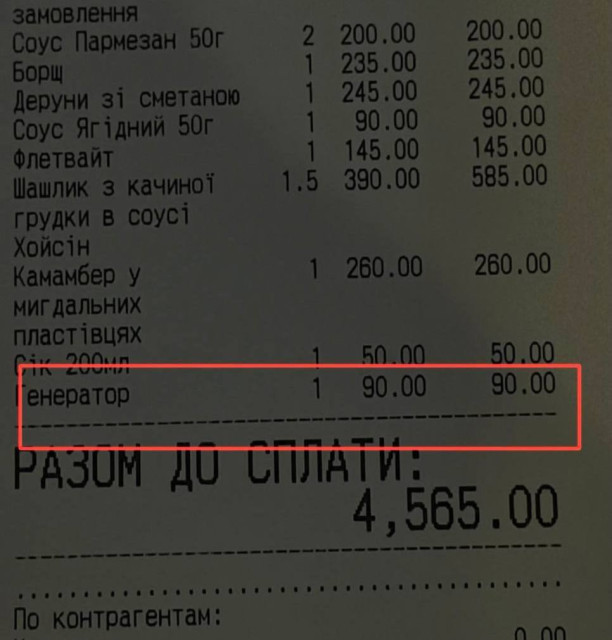 замовлення
Соус Пармезан 50г 2 200.00 200.00
Борщ 1 235.00 235.00
Деруни зі сметаною 1 245.00 245.00
Соус Ягідний 50г 1 90.00 90.00
Флетвайт 1 145.00 145.00
Шашлик з качиної 1.5 390.00 585.00
грудки в соусі
Хойсін
Камамбер у 1 260.00 260.00
мигдальних
пластівцях
Сік 200мл 1 50.00 50.00
Генератор 1 90.00 90.00
РАЗОМ ДО СПЛАТИ:
4,565.00
По контрагентам:
0.00